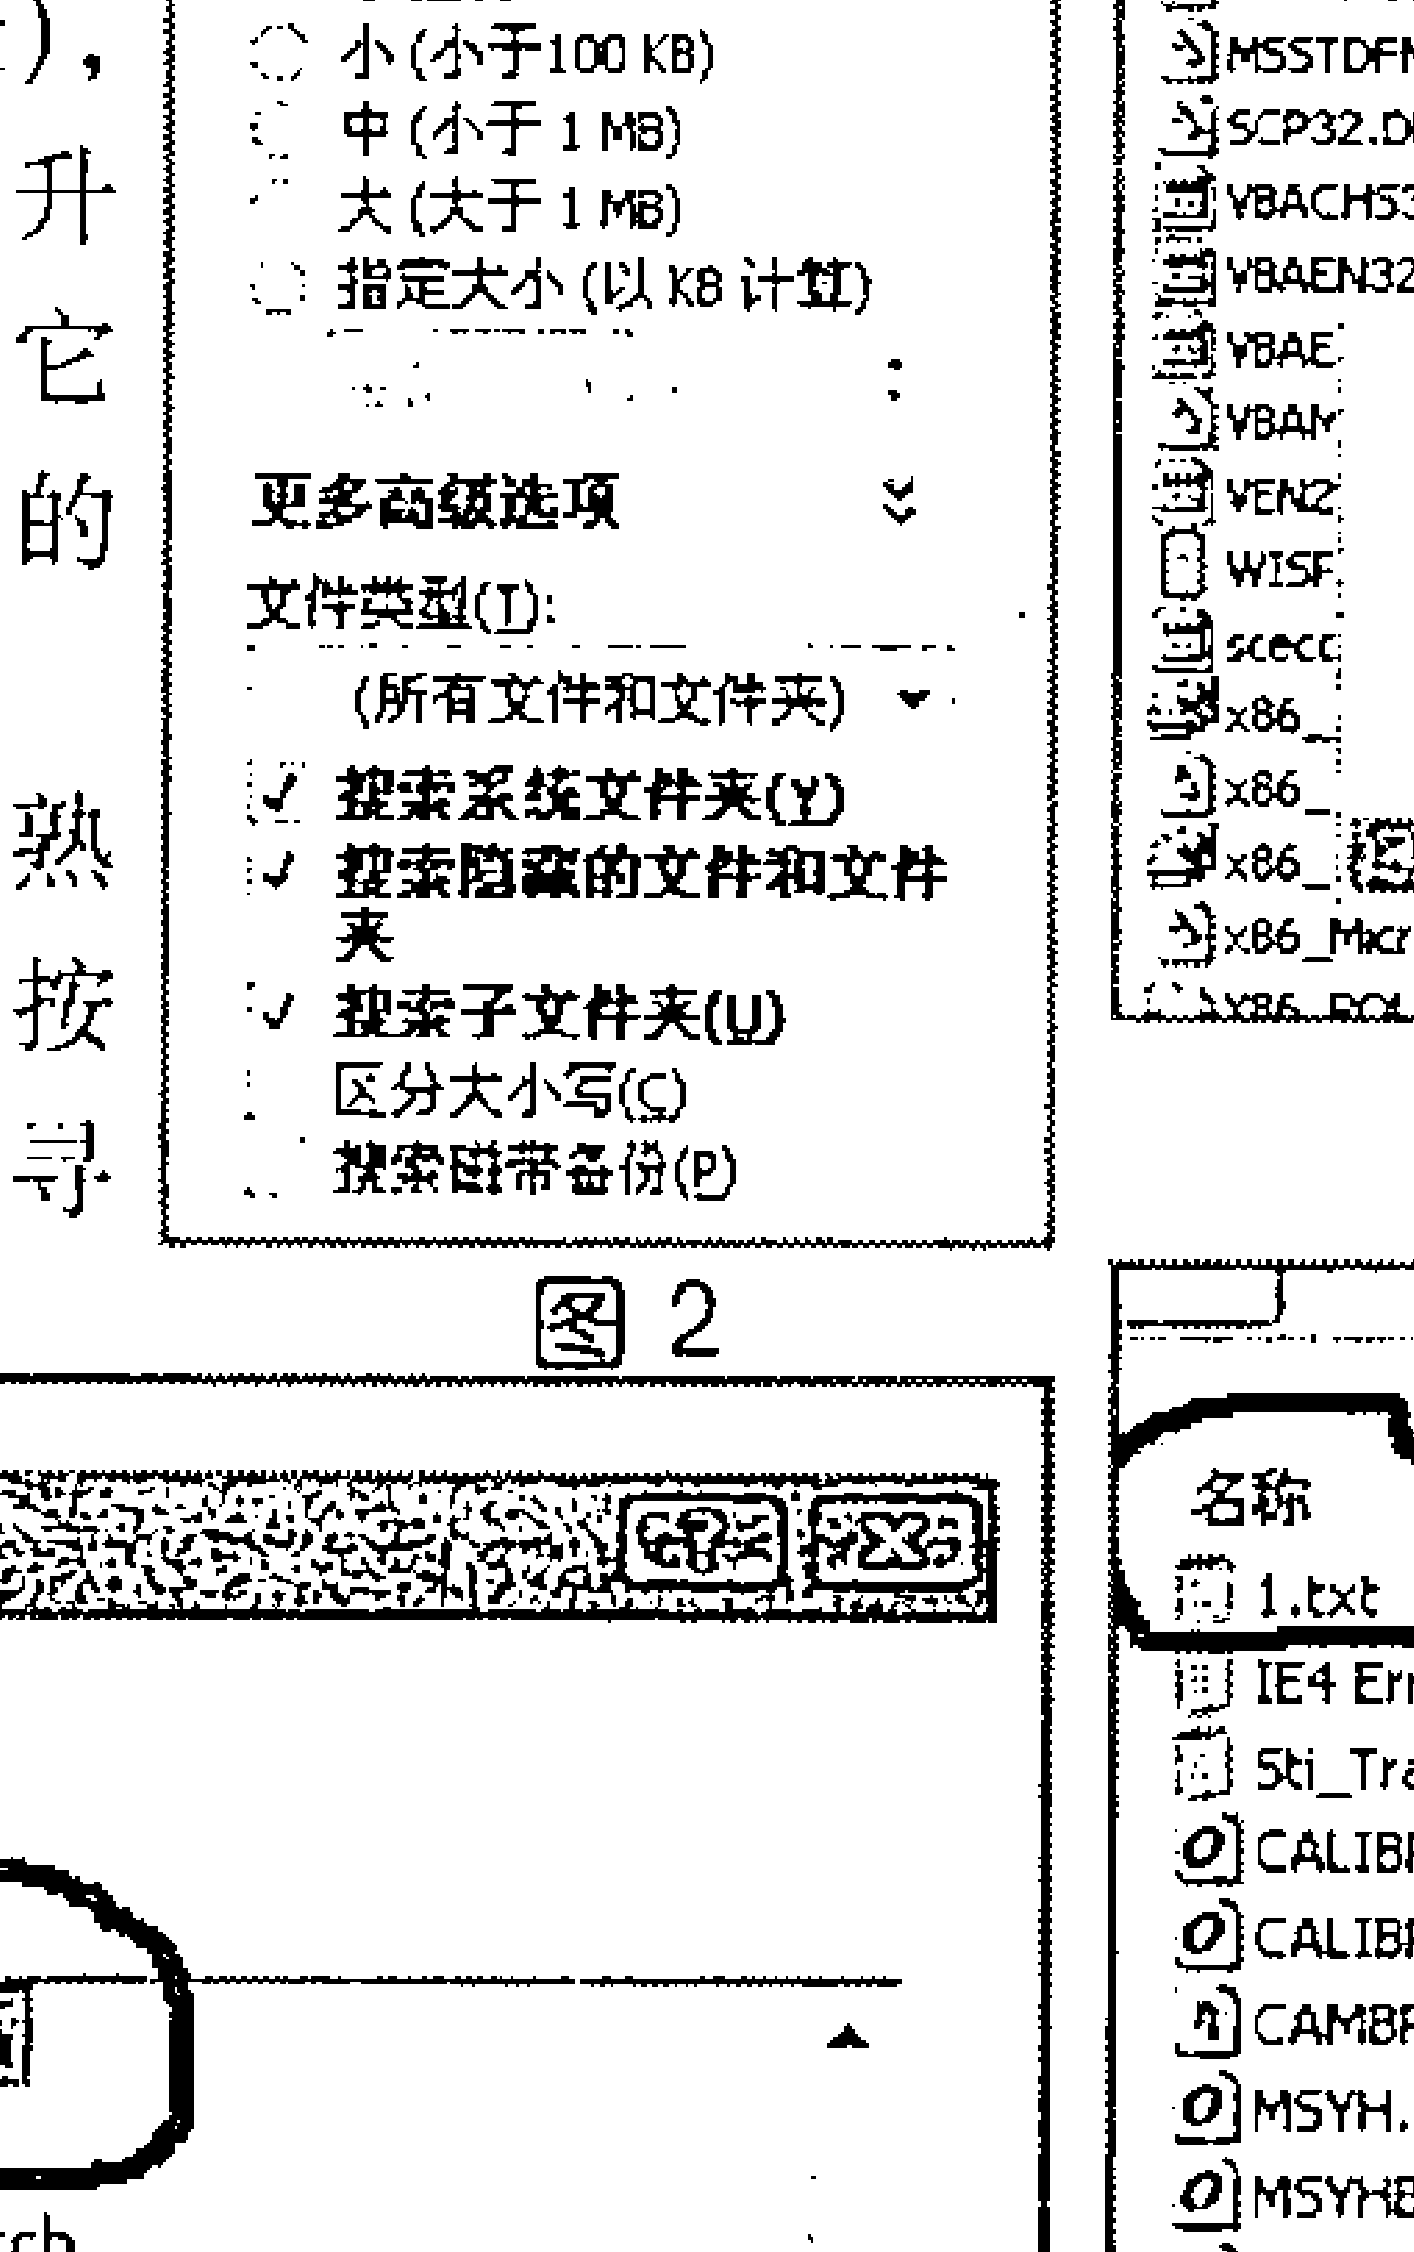 ),
升
它
的
熟
按
寻
小 (小于100 KB)
中 (小于 1 MB)
大 (大于 1 MB)
指定大小 (以 KB 计算)
更多高级选项
文件类型(T):
(所有文件和文件夹)
搜索系统文件夹(Y)
搜索隐藏的文件和文件
夹
搜索子文件夹(U)
区分大小写(C)
搜索磁带备份(P)
图 2
MSSTDFM
SCP32.D
VBACHS3
VBAEN32
VBAE
VBAM
VEN2
WISF
scecc
x86_
x86_
x86_
x86_Micr
名称
1.txt
IE4 Err
Sti_Tra
CALIBR
CALIBR
CAMBR
MSYH.
MSYHB
rch